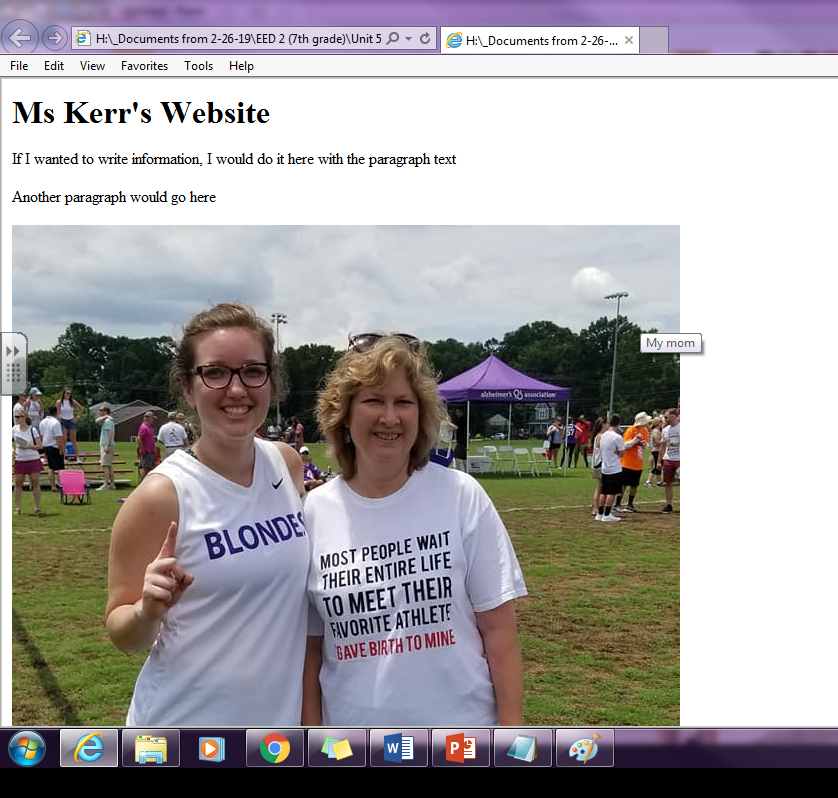 H:\_Documents from 2-26-19\EED 2 (7th grade)\Unit 5
H:\_Documents from 2-26-...
File Edit View Favorites Tools Help
Ms Kerr's Website
If I wanted to write information, I would do it here with the paragraph text
Another paragraph would go here
My mom
alzheimer's association
BLONDES
MOST PEOPLE WAIT
THEIR ENTIRE LIFE
TO MEET THEIR
FAVORITE ATHLETE
GAVE BIRTH TO MINE